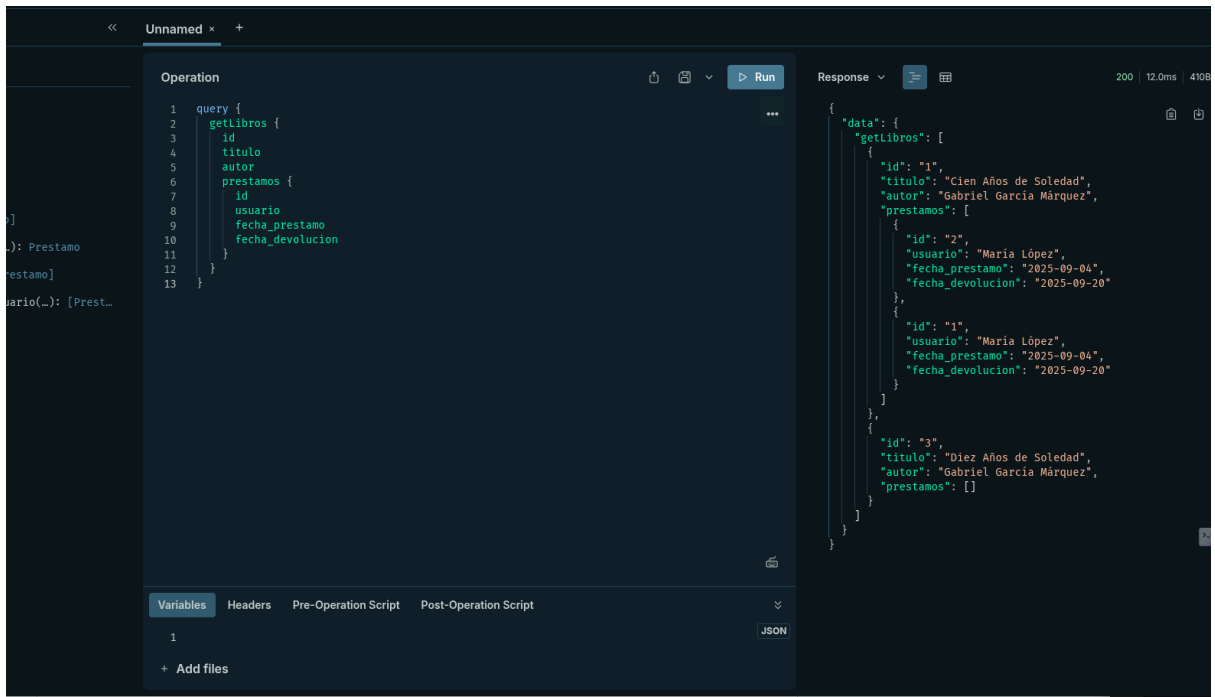 Unnamed × +
o]
…): Prestamo
restamo]
uario(…): [Prest…
Operation
Run
1 query {
2 getLibros {
3 id
4 titulo
5 autor
6 prestamos {
7 id
8 usuario
9 fecha_prestamo
10 fecha_devolucion
11 }
12 }
13 }
Variables Headers Pre-Operation Script Post-Operation Script
1
JSON
+ Add files
Response
200 12.0ms 410B
{
"data": {
"getLibros": [
{
"id": "1",
"titulo": "Cien Años de Soledad",
"autor": "Gabriel García Márquez",
"prestamos": [
{
"id": "2",
"usuario": "María López",
"fecha_prestamo": "2025-09-04",
"fecha_devolucion": "2025-09-20"
},
{
"id": "1",
"usuario": "María López",
"fecha_prestamo": "2025-09-04",
"fecha_devolucion": "2025-09-20"
}
]
},
{
"id": "3",
"titulo": "Diez Años de Soledad",
"autor": "Gabriel García Márquez",
"prestamos": []
}
]
}
}